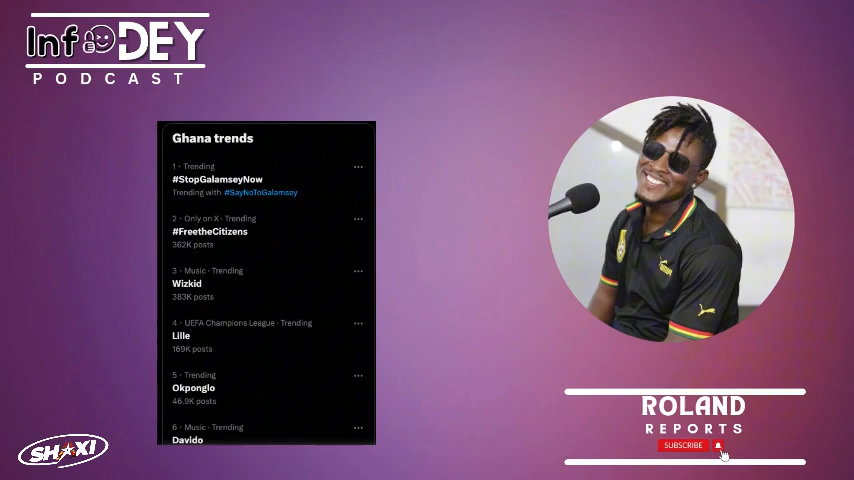 Inf DEY
PODCAST
Ghana trends
1 · Trending
#StopGalamseyNow
Trending with #SayNoToGalamsey
2 · Only on X · Trending
#FreetheCitizens
362K posts
3 · Music · Trending
Wizkid
383K posts
4 · UEFA Champions League · Trending
Lille
169K posts
5 · Trending
Okponglo
46.9K posts
6 · Music · Trending
Davido
ROLAND
REPORTS
SUBSCRIBE
SHAXI